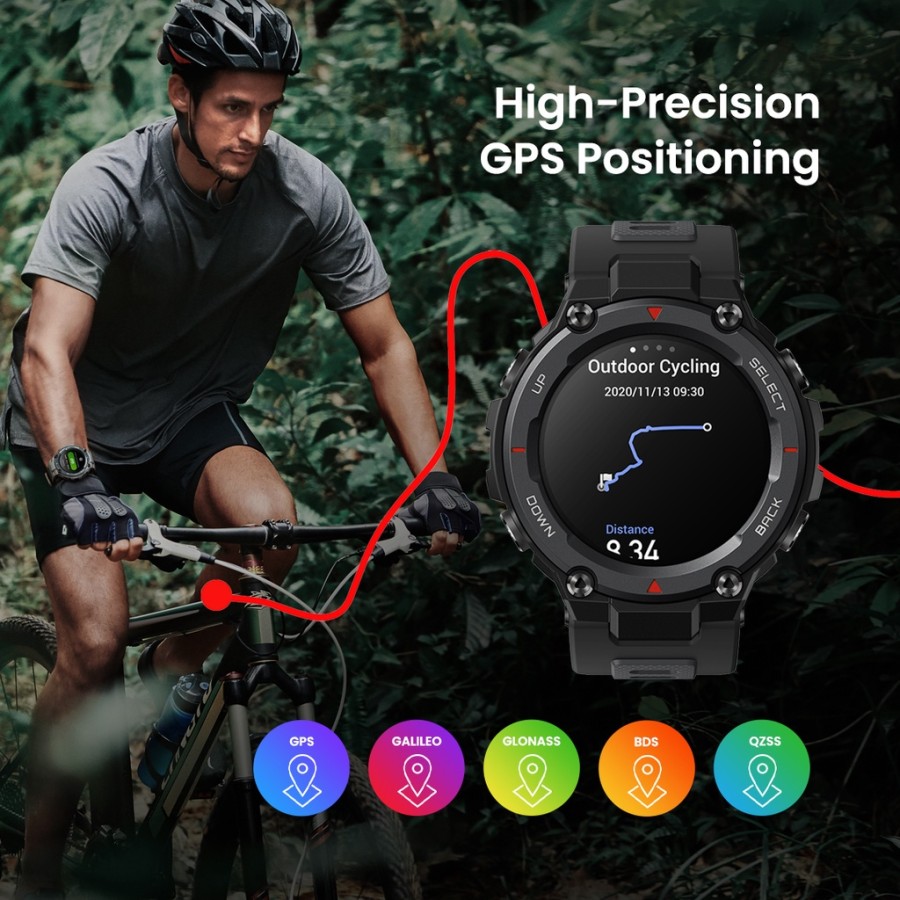 High-Precision
GPS Positioning
Outdoor Cycling
2020/11/13 09:30
UP
SELECT
DOWN
BACK
Distance
8.34
GPS
GALILEO
GLONASS
BDS
QZSS